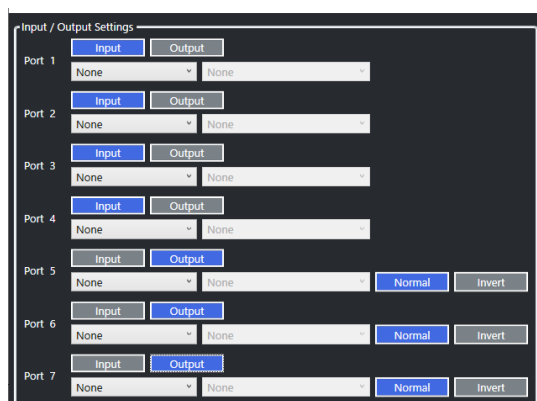 Input / Output Settings
Input Output
Port 1
None None
Input Output
Port 2
None None
Input Output
Port 3
None None
Input Output
Port 4
None None
Input Output
Port 5
None None Normal Invert
Input Output
Port 6
None None Normal Invert
Input Output
Port 7
None None Normal Invert